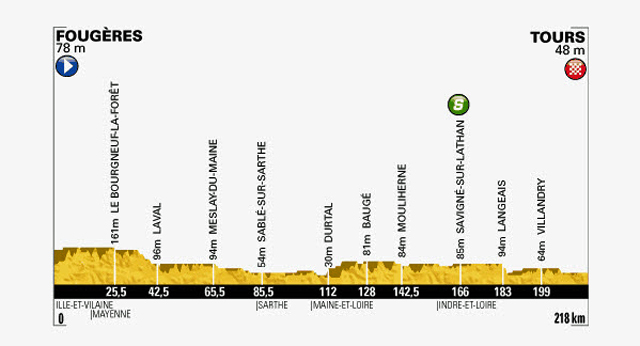 FOUGÈRES
78 m
TOURS
48 m
S
161m LE BOURGNEUF-LA-FORÊT
96m LAVAL
94m MESLAY-DU-MAINE
54m SABLÉ-SUR-SARTHE
30m DURTAL
81m BAUGÉ
84m MOULIHERNE
85m SAVIGNÉ-SUR-LATHAN
94m LANGEAIS
64m VILLANDRY
25,5 42,5 65,5 85,5 112 128 142,5 166 183 199
ILLE-ET-VILAINE
MAYENNE
SARTHE
MAINE-ET-LOIRE
INDRE-ET-LOIRE
0
218 km